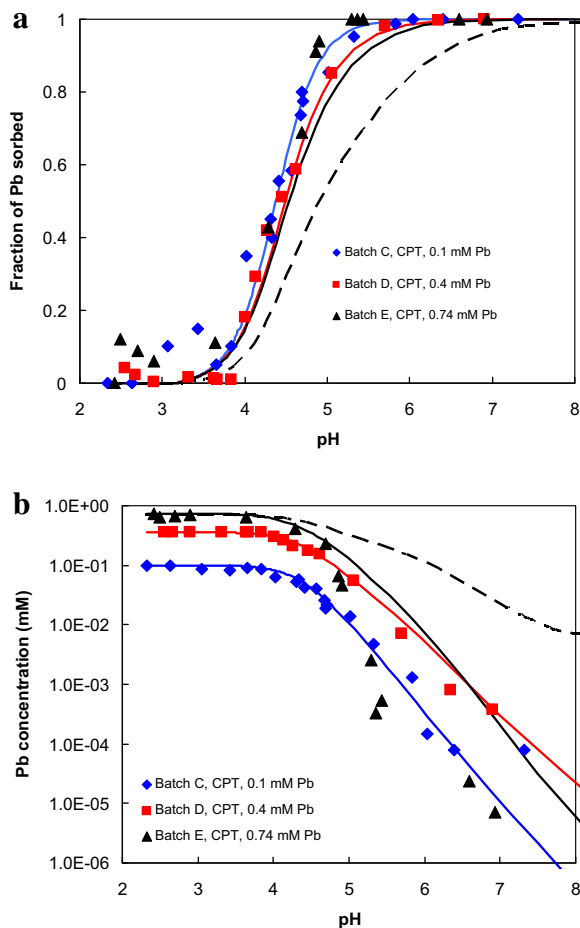 a
1
0.8
0.6
0.4
0.2
0
Fraction of Pb sorbed
Batch C, CPT, 0.1 mM Pb
Batch D, CPT, 0.4 mM Pb
Batch E, CPT, 0.74 mM Pb
2 3 4 5 6 7 8
pH
b
1.0E+00
1.0E-01
1.0E-02
1.0E-03
1.0E-04
1.0E-05
1.0E-06
Pb concentration (mM)
Batch C, CPT, 0.1 mM Pb
Batch D, CPT, 0.4 mM Pb
Batch E, CPT, 0.74 mM Pb
2 3 4 5 6 7 8
pH